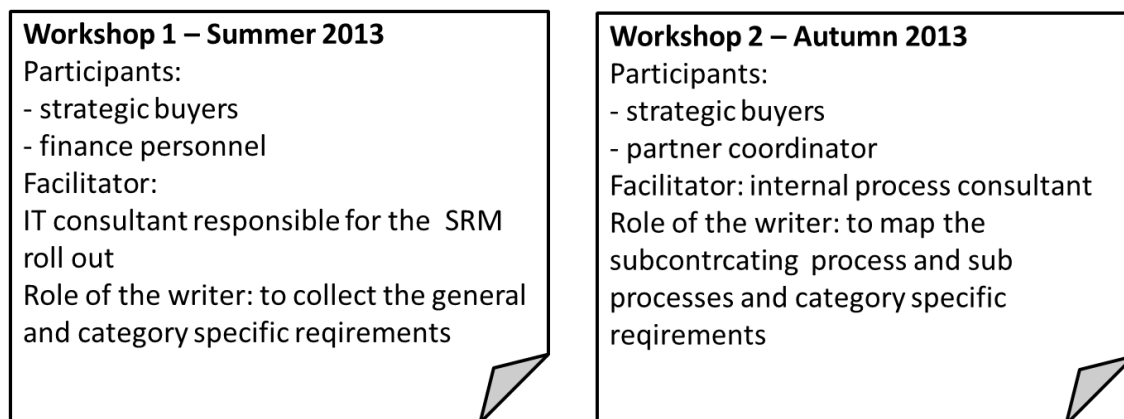 Workshop 1 – Summer 2013
Participants:
- strategic buyers
- finance personnel
Facilitator:
IT consultant responsible for the SRM
roll out
Role of the writer: to collect the general
and category specific reqirements
Workshop 2 – Autumn 2013
Participants:
- strategic buyers
- partner coordinator
Facilitator: internal process consultant
Role of the writer: to map the
subcontrcating process and sub
processes and category specific
reqirements